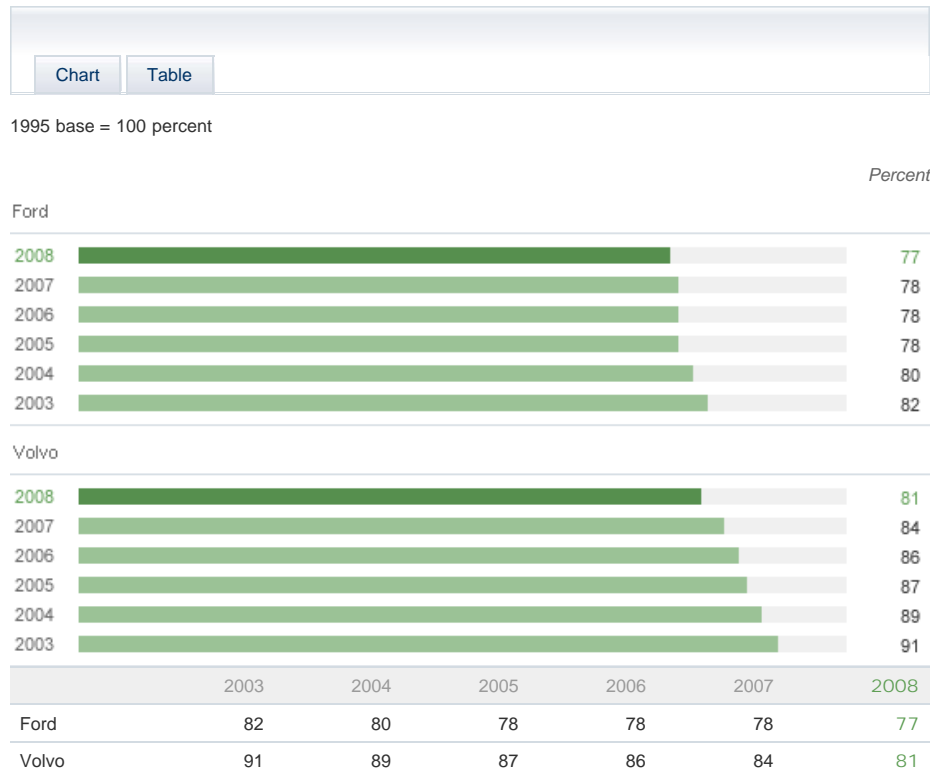 Chart Table
1995 base = 100 percent
Percent
Ford
2008 77
2007 78
2006 78
2005 78
2004 80
2003 82
Volvo
2008 81
2007 84
2006 86
2005 87
2004 89
2003 91
2003 2004 2005 2006 2007 2008
Ford 82 80 78 78 78 77
Volvo 91 89 87 86 84 81